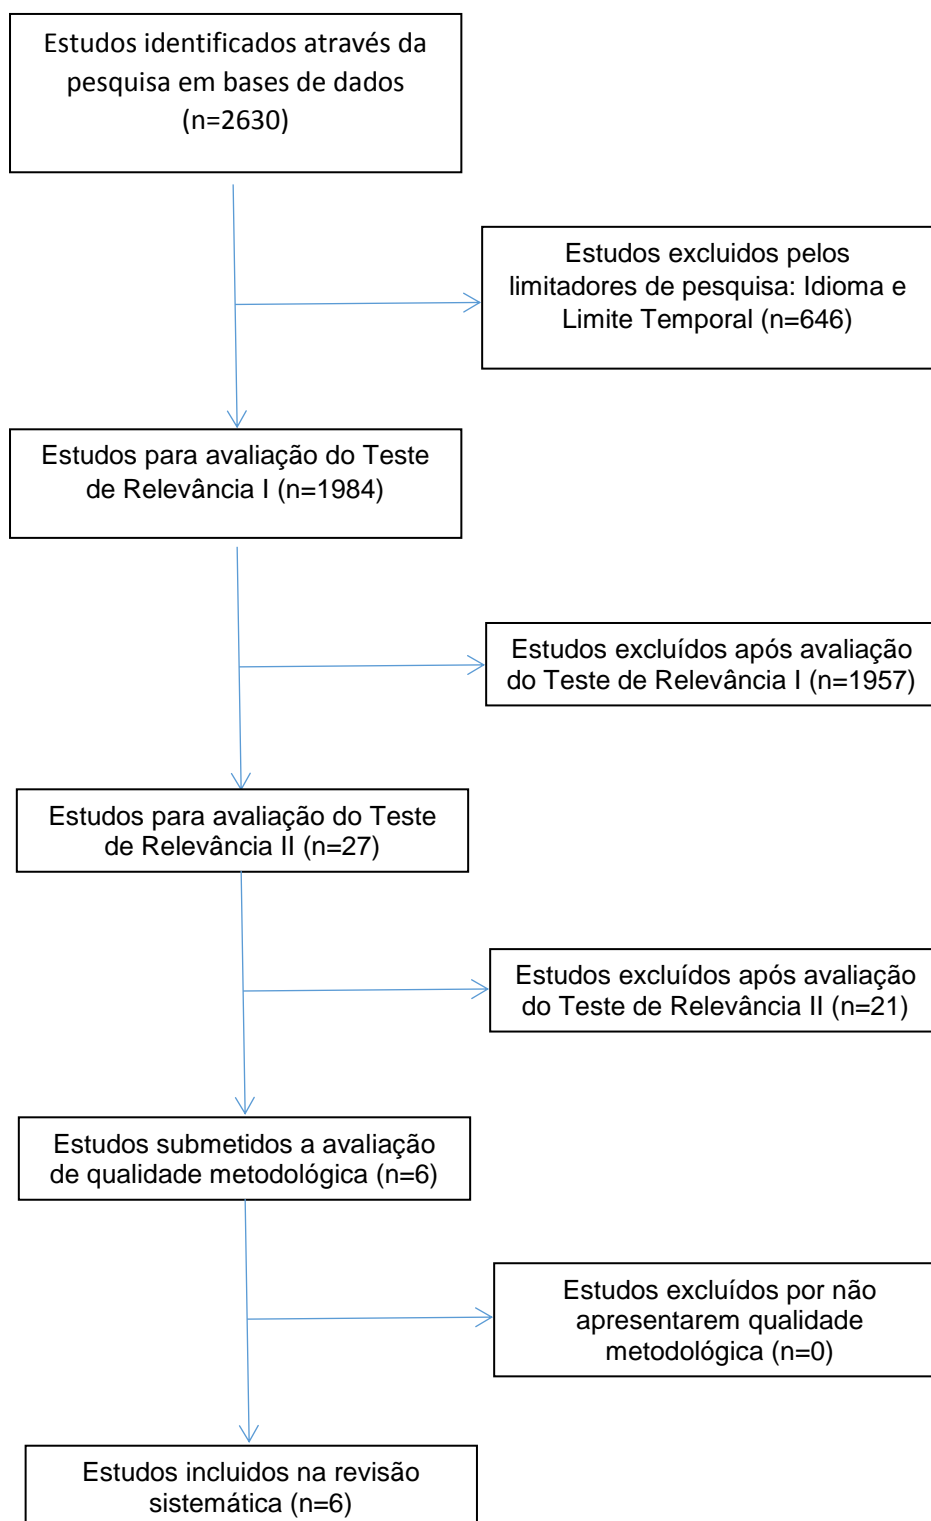 Estudos identificados através da
pesquisa em bases de dados
(n=2630)
Estudos excluidos pelos
limitadores de pesquisa: Idioma e
Limite Temporal (n=646)
Estudos para avaliação do Teste
de Relevância I (n=1984)
Estudos excluídos após avaliação
do Teste de Relevância I (n=1957)
Estudos para avaliação do Teste
de Relevância II (n=27)
Estudos excluídos após avaliação
do Teste de Relevância II (n=21)
Estudos submetidos a avaliação
de qualidade metodológica (n=6)
Estudos excluídos por não
apresentarem qualidade
metodológica (n=0)
Estudos incluidos na revisão
sistemática (n=6)